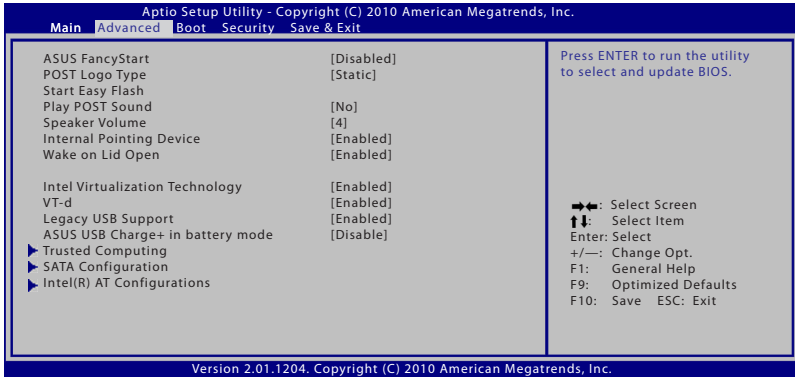 Aptio Setup Utility - Copyright (C) 2010 American Megatrends, Inc.
Main Advanced Boot Security Save & Exit
ASUS FancyStart [Disabled]
POST Logo Type [Static]
Start Easy Flash
Play POST Sound [No]
Speaker Volume [4]
Internal Pointing Device [Enabled]
Wake on Lid Open [Enabled]
Intel Virtualization Technology [Enabled]
VT-d [Enabled]
Legacy USB Support [Enabled]
ASUS USB Charge+ in battery mode [Disable]
Trusted Computing
SATA Configuration
Intel(R) AT Configurations
Press ENTER to run the utility
to select and update BIOS.
→←: Select Screen
↑↓: Select Item
Enter: Select
+/—: Change Opt.
F1: General Help
F9: Optimized Defaults
F10: Save ESC: Exit
Version 2.01.1204. Copyright (C) 2010 American Megatrends, Inc.